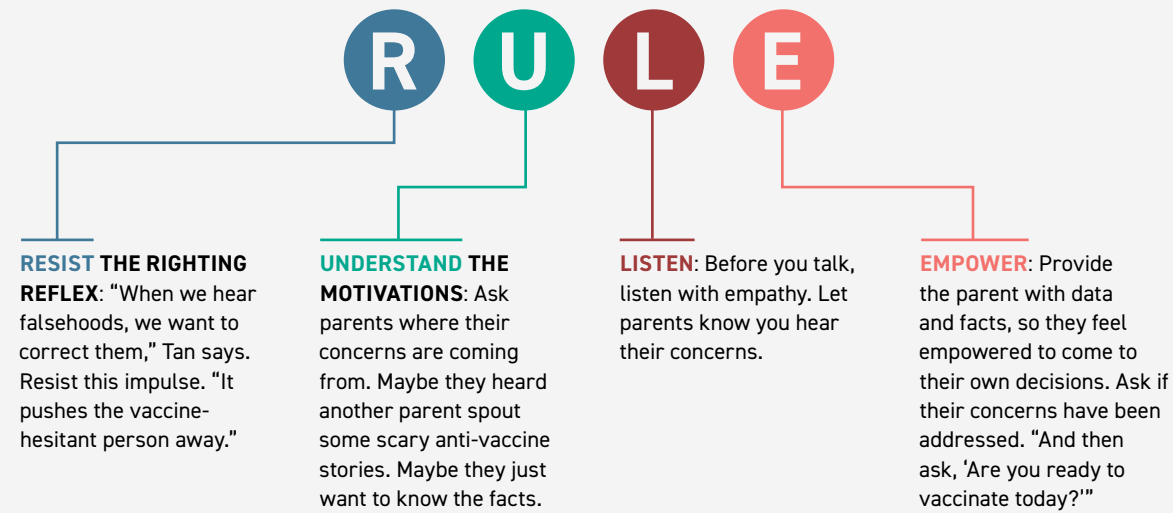 R U L E
RESIST THE RIGHTING
REFLEX: “When we hear
falsehoods, we want to
correct them,” Tan says.
Resist this impulse. “It
pushes the vaccine-
hesitant person away.”
UNDERSTAND THE
MOTIVATIONS: Ask
parents where their
concerns are coming
from. Maybe they heard
another parent spout
some scary anti-vaccine
stories. Maybe they just
want to know the facts.
LISTEN: Before you talk,
listen with empathy. Let
parents know you hear
their concerns.
EMPOWER: Provide
the parent with data
and facts, so they feel
empowered to come to
their own decisions. Ask if
their concerns have been
addressed. “And then
ask, ‘Are you ready to
vaccinate today?’”